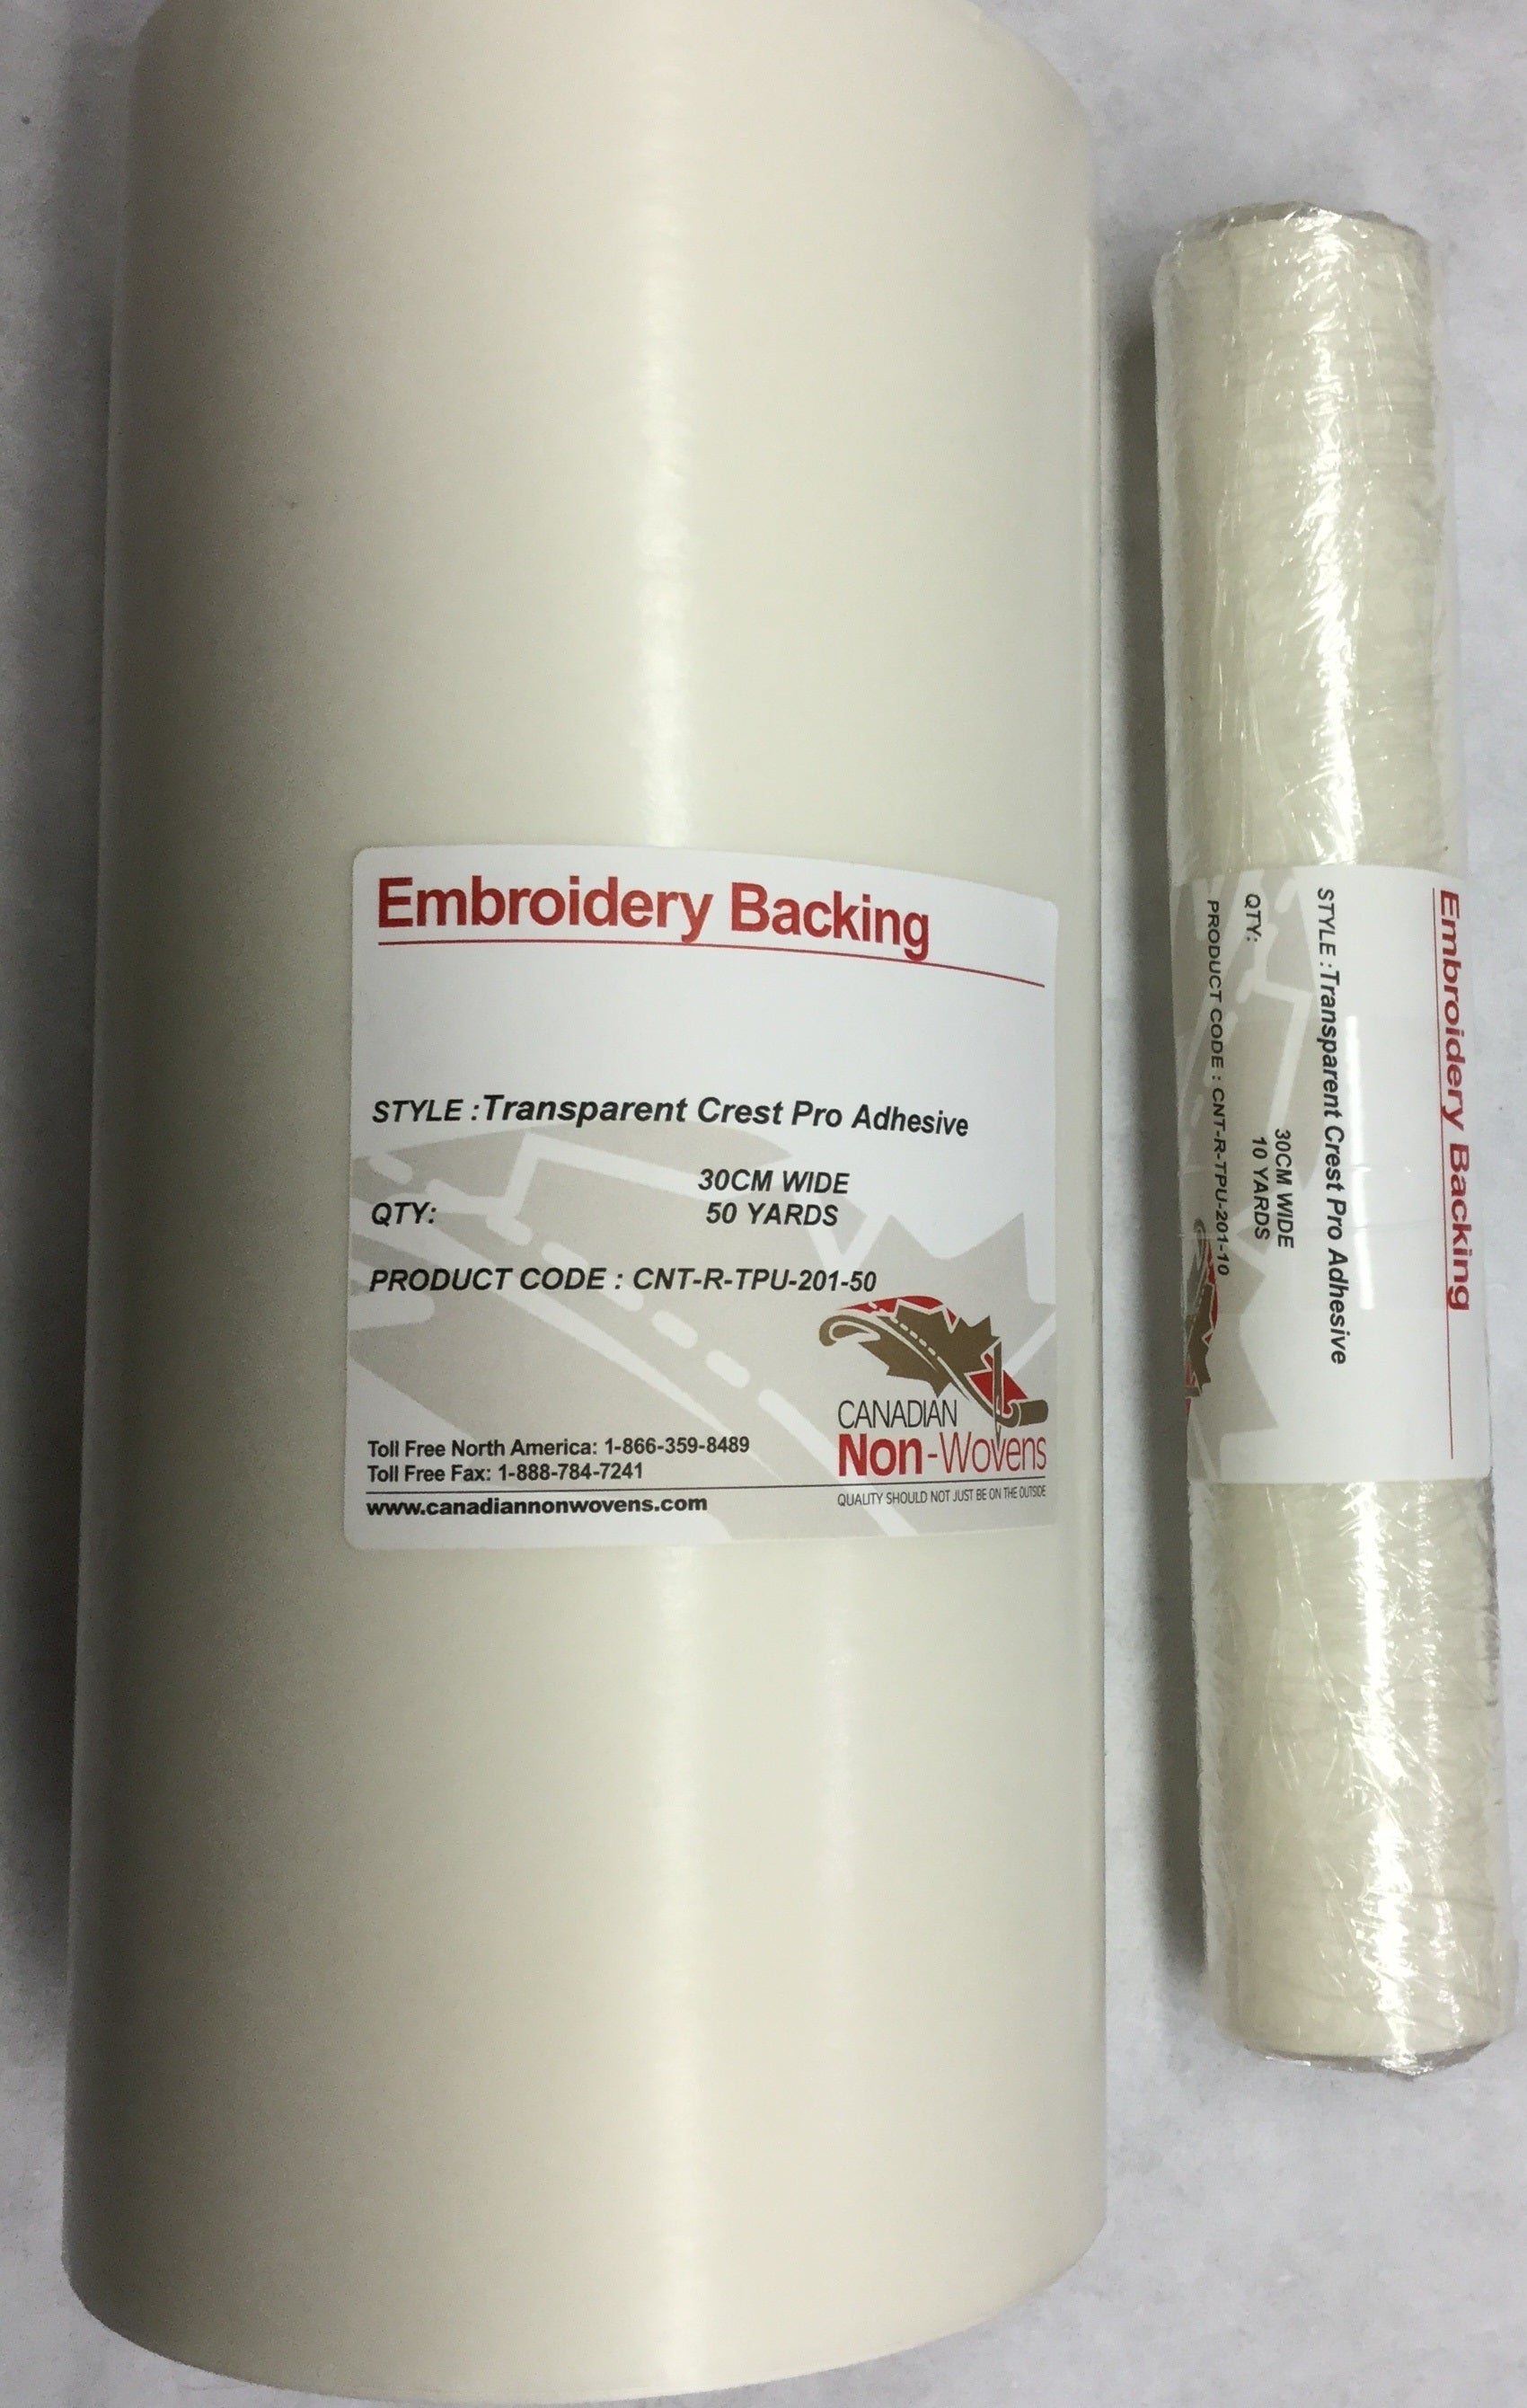 Embroidery Backing
STYLE :Transparent Crest Pro Adhesive
30CM WIDE
QTY: 50 YARDS
PRODUCT CODE : CNT-R-TPU-201-50
Toll Free North America: 1-866-359-8489
Toll Free Fax: 1-888-784-7241
www.canadiannonwovens.com
CANADIAN
Non-Wovens
QUALITY SHOULD NOT JUST BE ON THE OUTSIDE
Embroidery Backing
STYLE :Transparent Crest Pro Adhesive
30CM WIDE
QTY: 10 YARDS
PRODUCT CODE : CNT-R-TPU-201-10